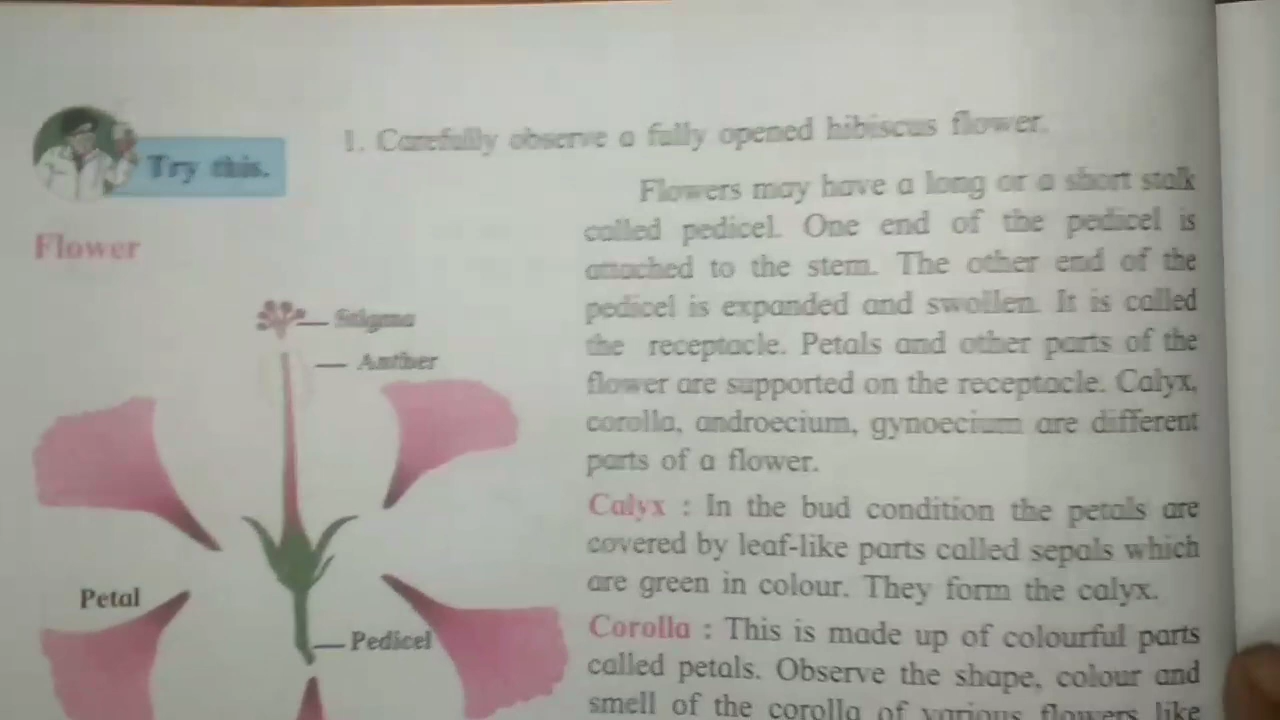 Try this.
1. Carefully observe a fully opened hibiscus flower.
Flower
Stigma
Anther
Petal
Pedicel
Flowers may have a long or a short stalk
called pedicel. One end of the pedicel is
attached to the stem. The other end of the
pedicel is expanded and swollen. It is called
the receptacle. Petals and other parts of the
flower are supported on the receptacle. Calyx,
corolla, androecium, gynoecium are different
parts of a flower.
Calyx : In the bud condition the petals are
covered by leaf-like parts called sepals which
are green in colour. They form the calyx.
Corolla : This is made up of colourful parts
called petals. Observe the shape, colour and
smell of the corolla of various flowers like